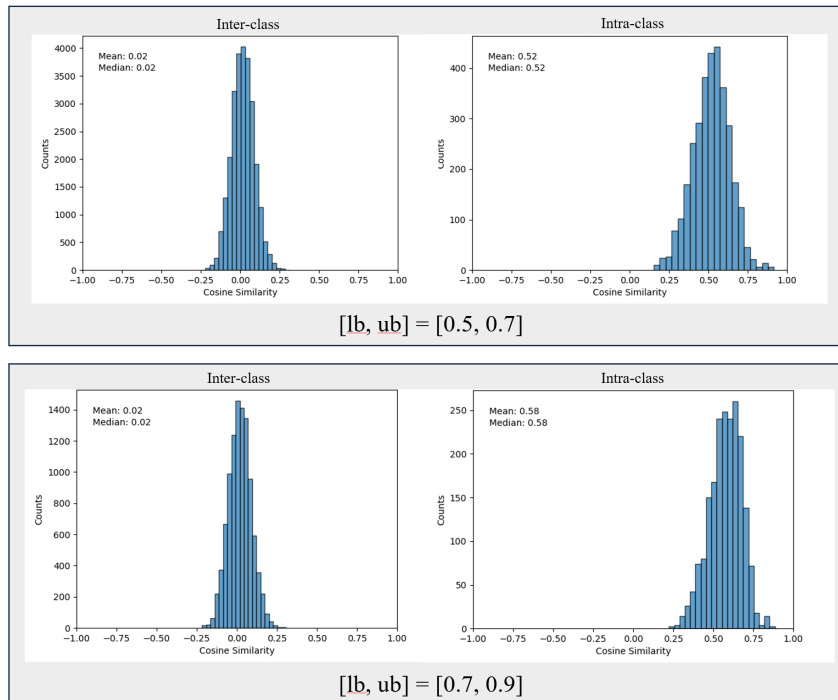 Inter-class
Intra-class
Mean: 0.02
Median: 0.02
4000
3500
3000
2500
2000
1500
1000
500
0
Counts
−1.00 −0.75 −0.50 −0.25 0.00 0.25 0.50 0.75 1.00
Cosine Similarity
Mean: 0.52
Median: 0.52
400
300
200
100
0
Counts
−1.00 −0.75 −0.50 −0.25 0.00 0.25 0.50 0.75 1.00
Cosine Similarity
[lb, ub] = [0.5, 0.7]
Inter-class
Intra-class
Mean: 0.02
Median: 0.02
1400
1200
1000
800
600
400
200
0
Counts
−1.00 −0.75 −0.50 −0.25 0.00 0.25 0.50 0.75 1.00
Cosine Similarity
Mean: 0.58
Median: 0.58
250
200
150
100
50
0
Counts
−1.00 −0.75 −0.50 −0.25 0.00 0.25 0.50 0.75 1.00
Cosine Similarity
[lb, ub] = [0.7, 0.9]